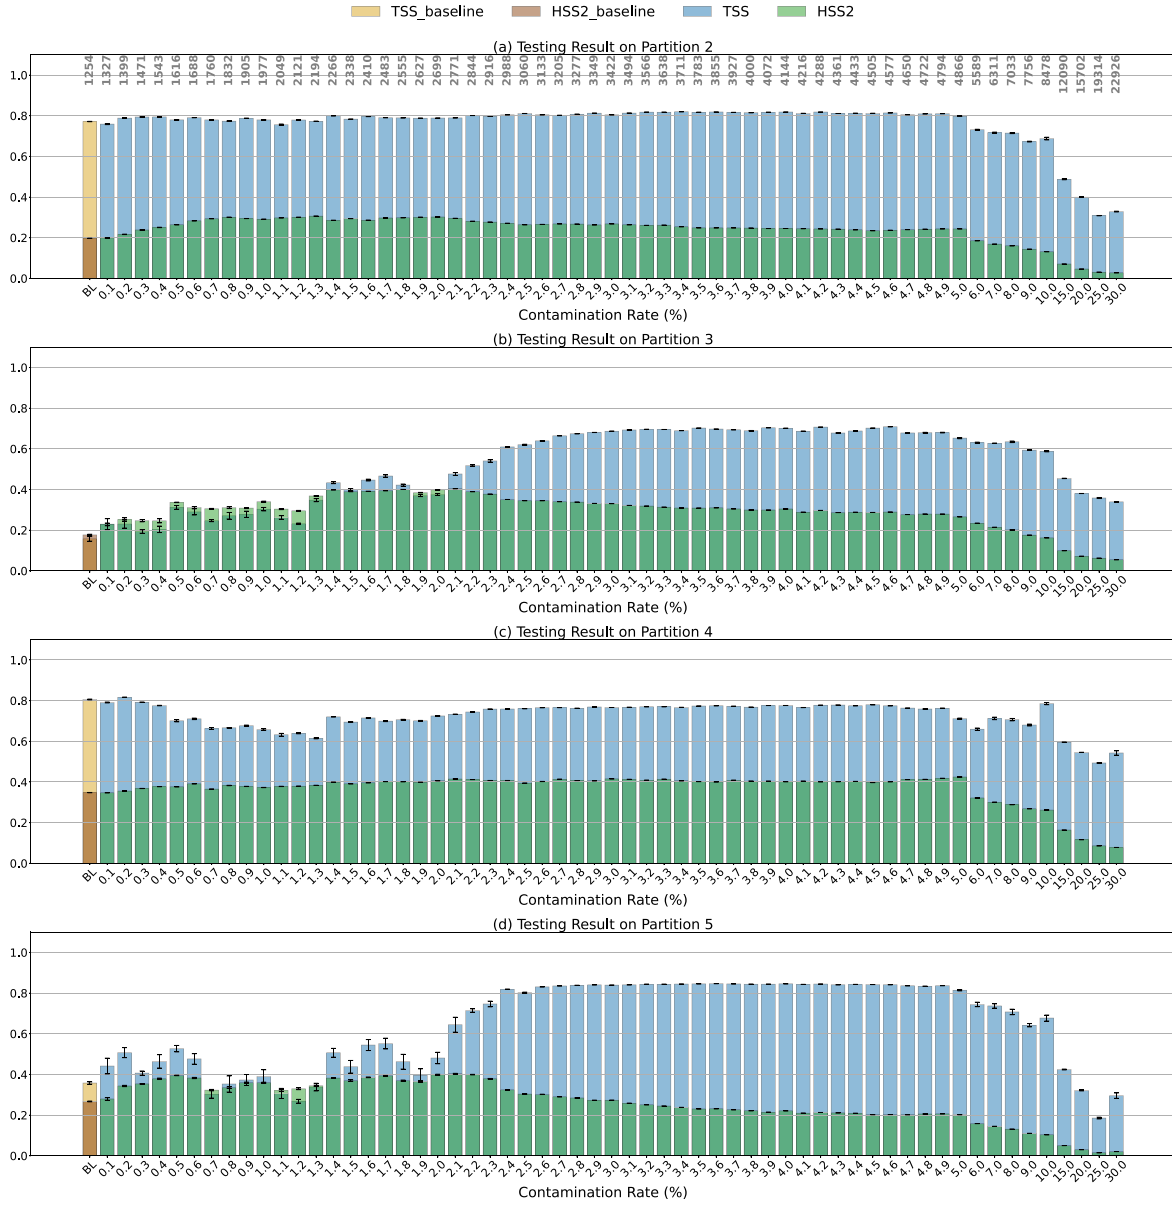 TSS_baseline HSS2_baseline TSS HSS2
(a) Testing Result on Partition 2
1254 1327 1399 1471 1543 1616 1688 1760 1832 1905 1977 2049 2121 2194 2266 2338 2410 2483 2555 2627 2699 2771 2844 2916 2988 3060 3133 3205 3277 3349 3422 3494 3566 3638 3711 3783 3855 3927 4000 4072 4144 4216 4288 4361 4433 4505 4577 4650 4722 4794 4866 5589 6311 7033 7756 8478 12090 15702 19314 22926
1.0
0.8
0.6
0.4
0.2
0.0
BL 0.1 0.2 0.3 0.4 0.5 0.6 0.7 0.8 0.9 1.0 1.1 1.2 1.3 1.4 1.5 1.6 1.7 1.8 1.9 2.0 2.1 2.2 2.3 2.4 2.5 2.6 2.7 2.8 2.9 3.0 3.1 3.2 3.3 3.4 3.5 3.6 3.7 3.8 3.9 4.0 4.1 4.2 4.3 4.4 4.5 4.6 4.7 4.8 4.9 5.0 6.0 7.0 8.0 9.0 10.0 15.0 20.0 25.0 30.0
Contamination Rate (%)
(b) Testing Result on Partition 3
1.0
0.8
0.6
0.4
0.2
0.0
BL 0.1 0.2 0.3 0.4 0.5 0.6 0.7 0.8 0.9 1.0 1.1 1.2 1.3 1.4 1.5 1.6 1.7 1.8 1.9 2.0 2.1 2.2 2.3 2.4 2.5 2.6 2.7 2.8 2.9 3.0 3.1 3.2 3.3 3.4 3.5 3.6 3.7 3.8 3.9 4.0 4.1 4.2 4.3 4.4 4.5 4.6 4.7 4.8 4.9 5.0 6.0 7.0 8.0 9.0 10.0 15.0 20.0 25.0 30.0
Contamination Rate (%)
(c) Testing Result on Partition 4
1.0
0.8
0.6
0.4
0.2
0.0
BL 0.1 0.2 0.3 0.4 0.5 0.6 0.7 0.8 0.9 1.0 1.1 1.2 1.3 1.4 1.5 1.6 1.7 1.8 1.9 2.0 2.1 2.2 2.3 2.4 2.5 2.6 2.7 2.8 2.9 3.0 3.1 3.2 3.3 3.4 3.5 3.6 3.7 3.8 3.9 4.0 4.1 4.2 4.3 4.4 4.5 4.6 4.7 4.8 4.9 5.0 6.0 7.0 8.0 9.0 10.0 15.0 20.0 25.0 30.0
Contamination Rate (%)
(d) Testing Result on Partition 5
1.0
0.8
0.6
0.4
0.2
0.0
BL 0.1 0.2 0.3 0.4 0.5 0.6 0.7 0.8 0.9 1.0 1.1 1.2 1.3 1.4 1.5 1.6 1.7 1.8 1.9 2.0 2.1 2.2 2.3 2.4 2.5 2.6 2.7 2.8 2.9 3.0 3.1 3.2 3.3 3.4 3.5 3.6 3.7 3.8 3.9 4.0 4.1 4.2 4.3 4.4 4.5 4.6 4.7 4.8 4.9 5.0 6.0 7.0 8.0 9.0 10.0 15.0 20.0 25.0 30.0
Contamination Rate (%)